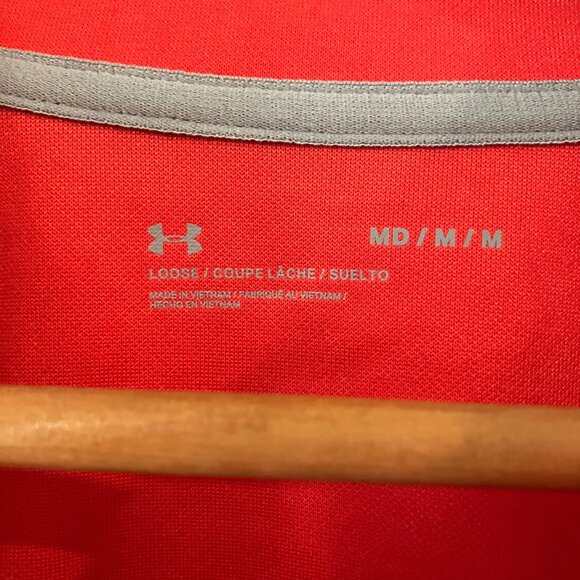 MD / M / M
LOOSE / COUPE LÂCHE / SUELTO
MADE IN VIETNAM / FABRIQUÉ AU VIETNAM /
HECHO EN VIETNAM